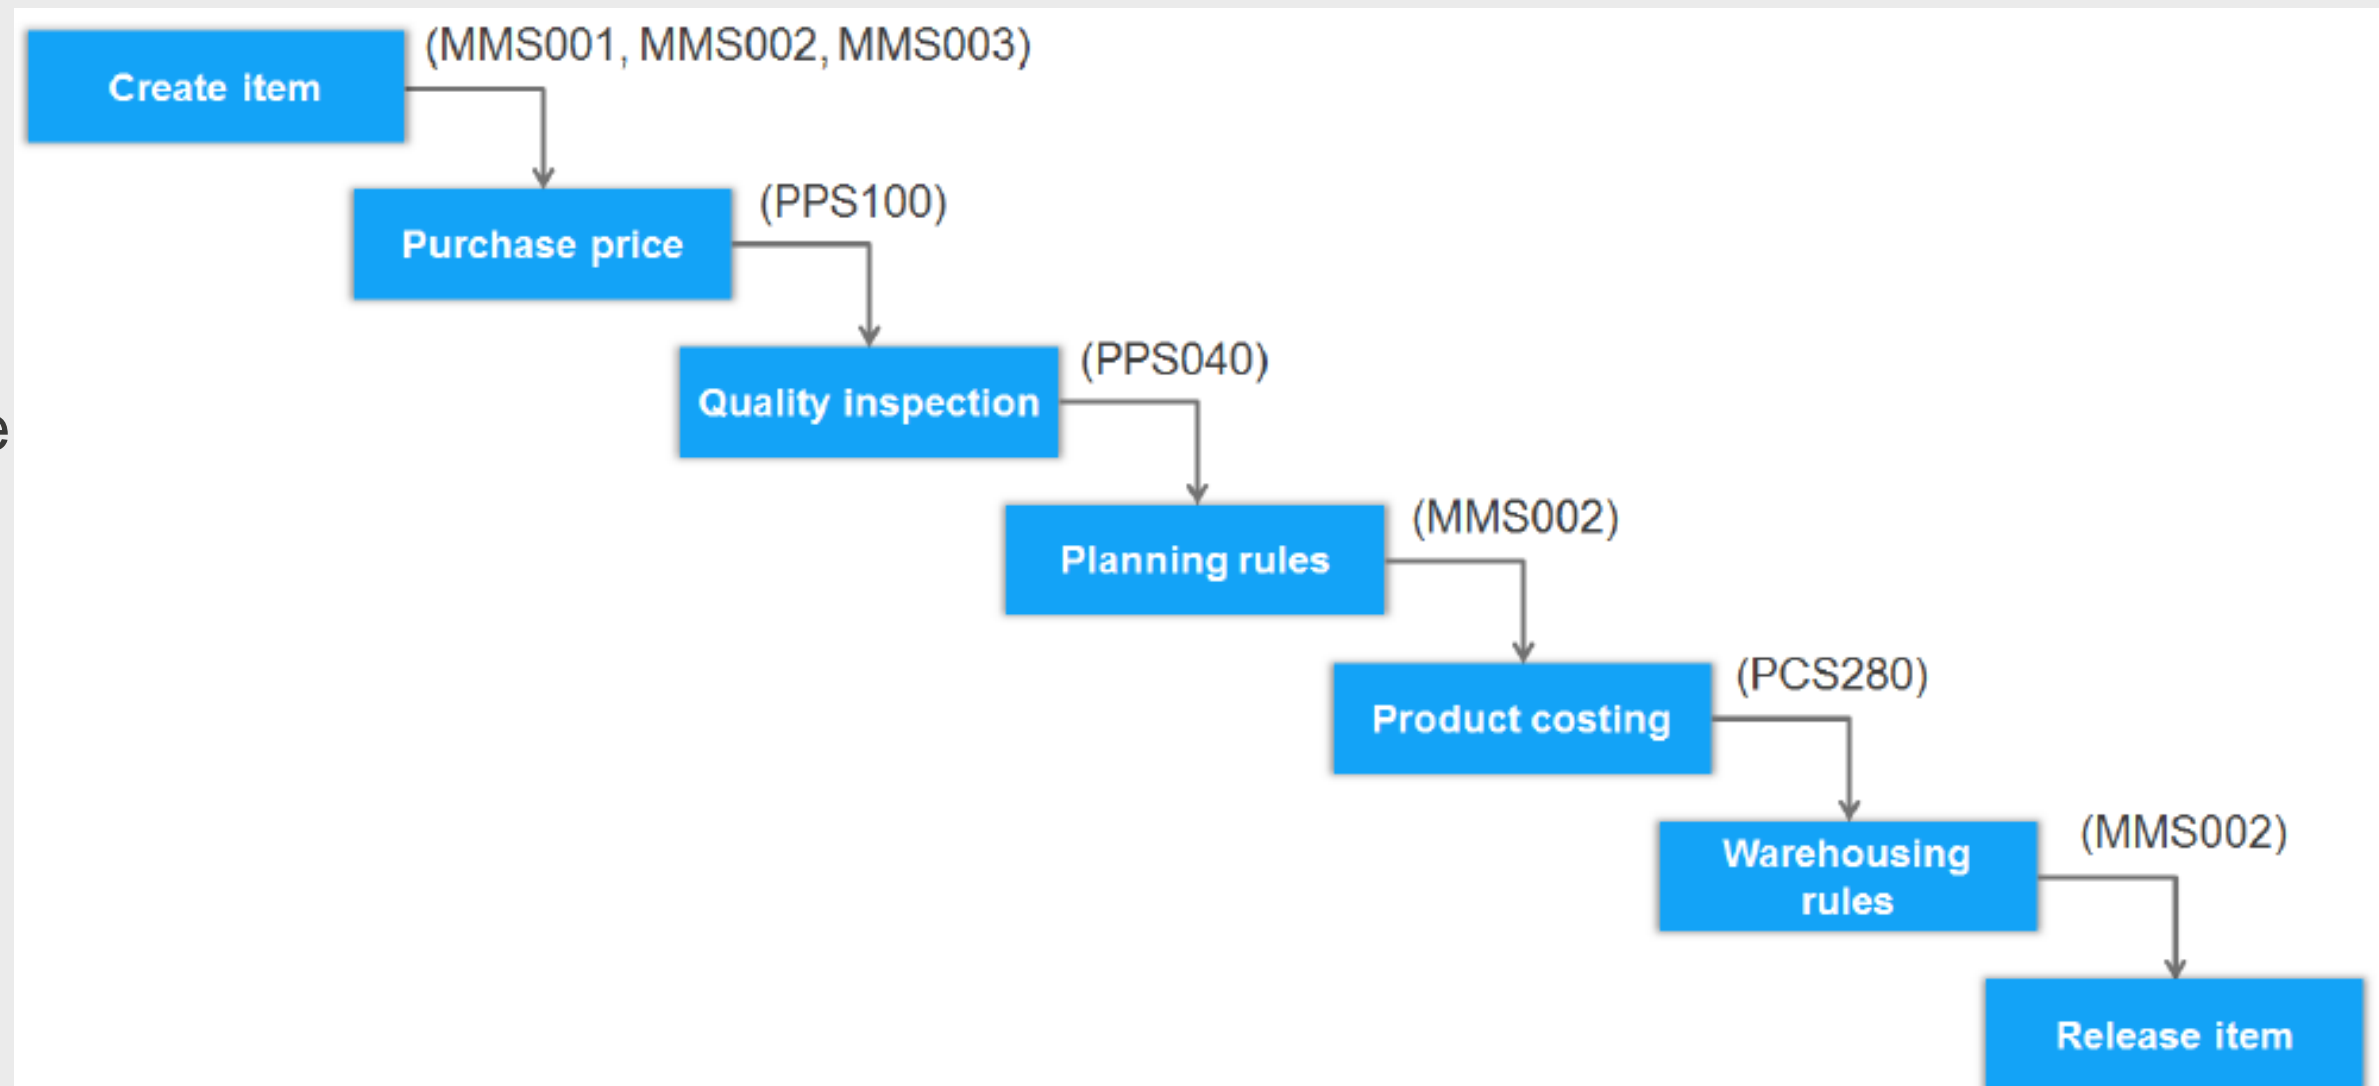 Create item
(MMS001, MMS002, MMS003)
Purchase price
(PPS100)
Quality inspection
(PPS040)
Planning rules
(MMS002)
Product costing
(PCS280)
Warehousing
rules
(MMS002)
Release item